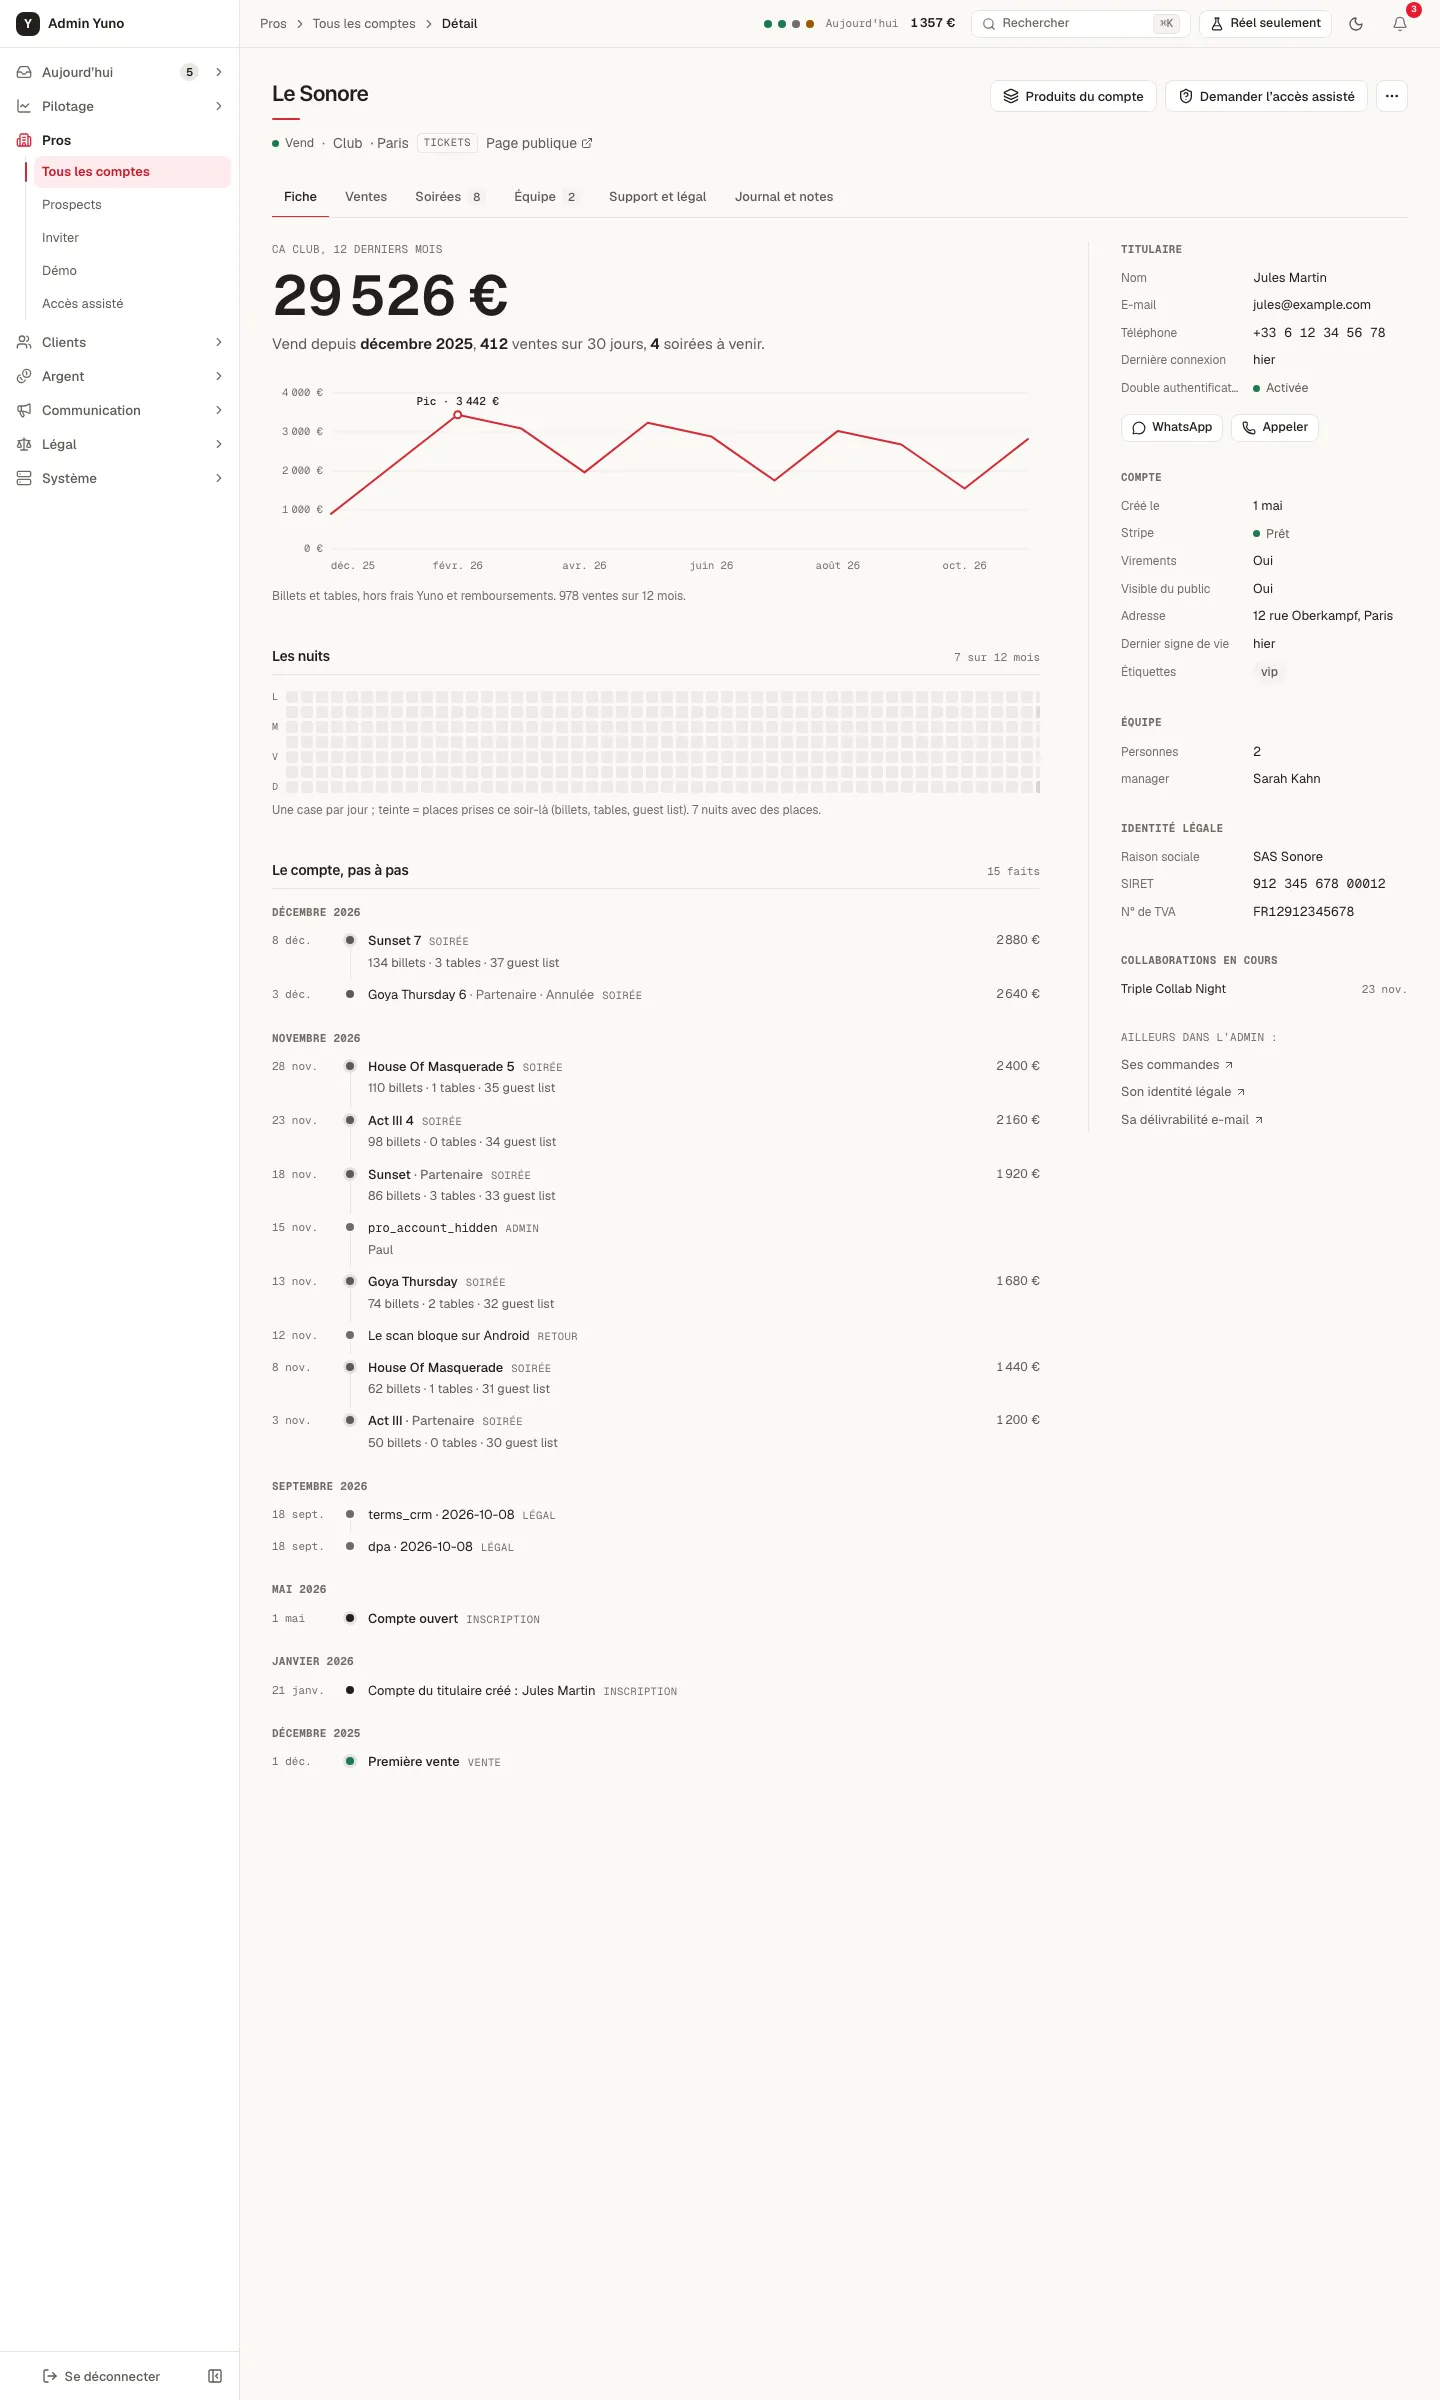 Y Admin Yuno
Aujourd'hui 5
Pilotage
Pros
Tous les comptes
Prospects
Inviter
Démo
Accès assisté
Clients
Argent
Communication
Légal
Système
Se déconnecter
Pros > Tous les comptes > Détail
Aujourd'hui 1 357 €
Rechercher ⌘K
Réel seulement
3
Le Sonore
Produits du compte
Demander l'accès assisté
Vend · Club · Paris TICKETS Page publique
Fiche Ventes Soirées 8 Équipe 2 Support et légal Journal et notes
CA CLUB, 12 DERNIERS MOIS
29 526 €
Vend depuis décembre 2025, 412 ventes sur 30 jours, 4 soirées à venir.
4 000 €
Pic · 3 442 €
3 000 €
2 000 €
1 000 €
0 €
déc. 25 févr. 26 avr. 26 juin 26 août 26 oct. 26
Billets et tables, hors frais Yuno et remboursements. 978 ventes sur 12 mois.
Les nuits 7 sur 12 mois
L
M
V
D
Une case par jour ; teinte = places prises ce soir-là (billets, tables, guest list). 7 nuits avec des places.
Le compte, pas à pas 15 faits
DÉCEMBRE 2026
8 déc. Sunset 7 SOIRÉE 2 880 €
134 billets · 3 tables · 37 guest list
3 déc. Goya Thursday 6 · Partenaire · Annulée SOIRÉE 2 640 €
NOVEMBRE 2026
28 nov. House Of Masquerade 5 SOIRÉE 2 400 €
110 billets · 1 tables · 35 guest list
23 nov. Act III 4 SOIRÉE 2 160 €
98 billets · 0 tables · 34 guest list
18 nov. Sunset · Partenaire SOIRÉE 1 920 €
86 billets · 3 tables · 33 guest list
15 nov. pro_account_hidden ADMIN
Paul
13 nov. Goya Thursday SOIRÉE 1 680 €
74 billets · 2 tables · 32 guest list
12 nov. Le scan bloque sur Android RETOUR
8 nov. House Of Masquerade SOIRÉE 1 440 €
62 billets · 1 tables · 31 guest list
3 nov. Act III · Partenaire SOIRÉE 1 200 €
50 billets · 0 tables · 30 guest list
SEPTEMBRE 2026
18 sept. terms_crm · 2026-10-08 LÉGAL
18 sept. dpa · 2026-10-08 LÉGAL
MAI 2026
1 mai Compte ouvert INSCRIPTION
JANVIER 2026
21 janv. Compte du titulaire créé : Jules Martin INSCRIPTION
DÉCEMBRE 2025
1 déc. Première vente VENTE
TITULAIRE
Nom Jules Martin
E-mail jules@example.com
Téléphone +33 6 12 34 56 78
Dernière connexion hier
Double authentificat... Activée
WhatsApp Appeler
COMPTE
Créé le 1 mai
Stripe Prêt
Virements Oui
Visible du public Oui
Adresse 12 rue Oberkampf, Paris
Dernier signe de vie hier
Étiquettes vip
ÉQUIPE
Personnes 2
manager Sarah Kahn
IDENTITÉ LÉGALE
Raison sociale SAS Sonore
SIRET 912 345 678 00012
N° de TVA FR12912345678
COLLABORATIONS EN COURS
Triple Collab Night 23 nov.
AILLEURS DANS L'ADMIN :
Ses commandes
Son identité légale
Sa délivrabilité e-mail